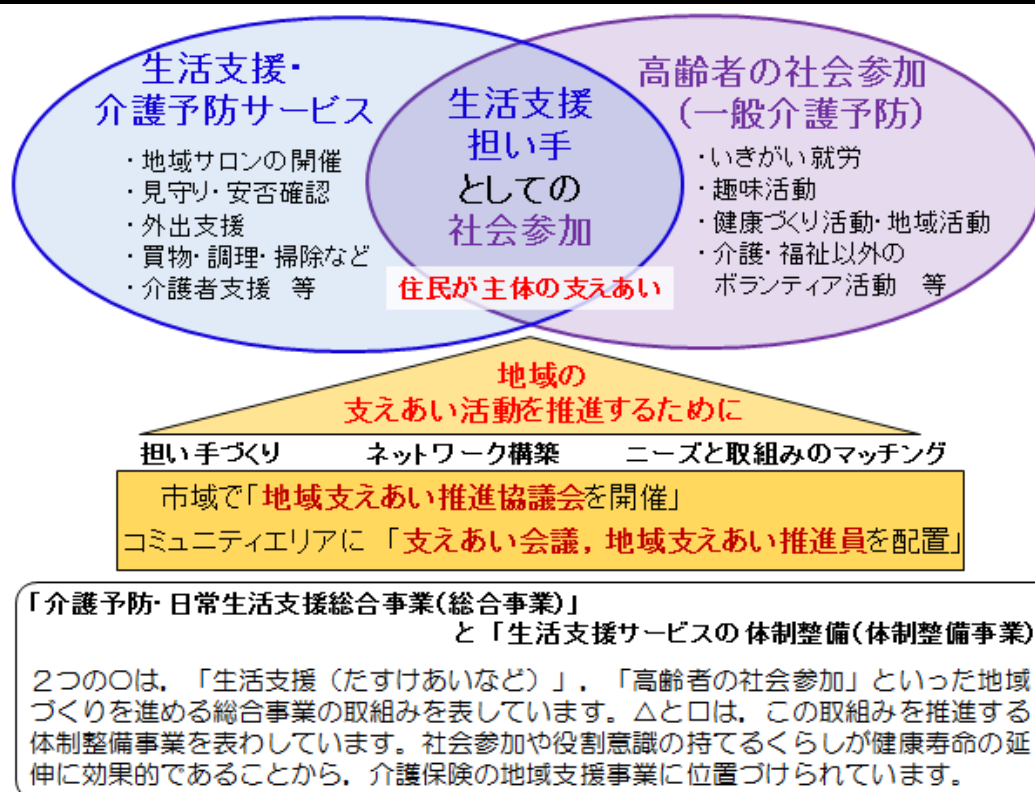 生活支援・
介護予防サービス
・地域サロンの開催
・見守り・安否確認
・外出支援
・買物・調理・掃除など
・介護者支援　等
生活支援
担い手
としての
社会参加
高齢者の社会参加
(一般介護予防)
・いきがい就労
・趣味活動
・健康づくり活動・地域活動
・介護・福祉以外の
ボランティア活動　等
住民が主体の支えあい
地域の
支えあい活動を推進するために
担い手づくり　ネットワーク構築　ニーズと取組みのマッチング
市域で「地域支えあい推進協議会を開催」
コミュニティエリアに「支えあい会議，地域支えあい推進員を配置」
「介護予防・日常生活支援総合事業(総合事業)」
と「生活支援サービスの体制整備(体制整備事業)
２つの○は，「生活支援（たすけあいなど）」，「高齢者の社会参加」といった地域
づくりを進める総合事業の取組みを表しています。△と□は，この取組みを推進する
体制整備事業を表わしています。社会参加や役割意識の持てるくらしが健康寿命の延
伸に効果的であることから，介護保険の地域支援事業に位置づけられています。